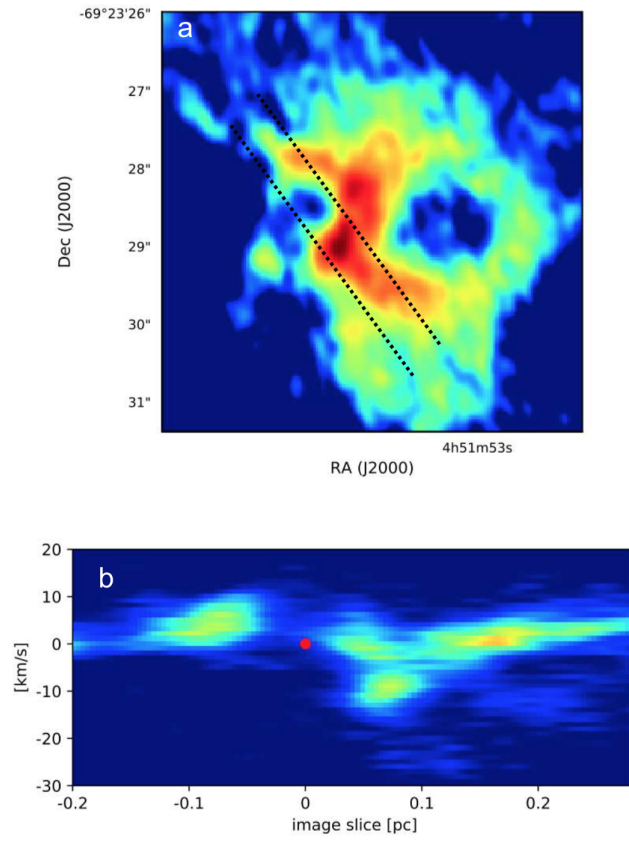 -69°23'26"
a
27"
28"
29"
30"
31"
Dec (J2000)
4h51m53s
RA (J2000)
b
20
10
0
-10
-20
-30
[km/s]
-0.2 -0.1 0 0.1 0.2
image slice [pc]